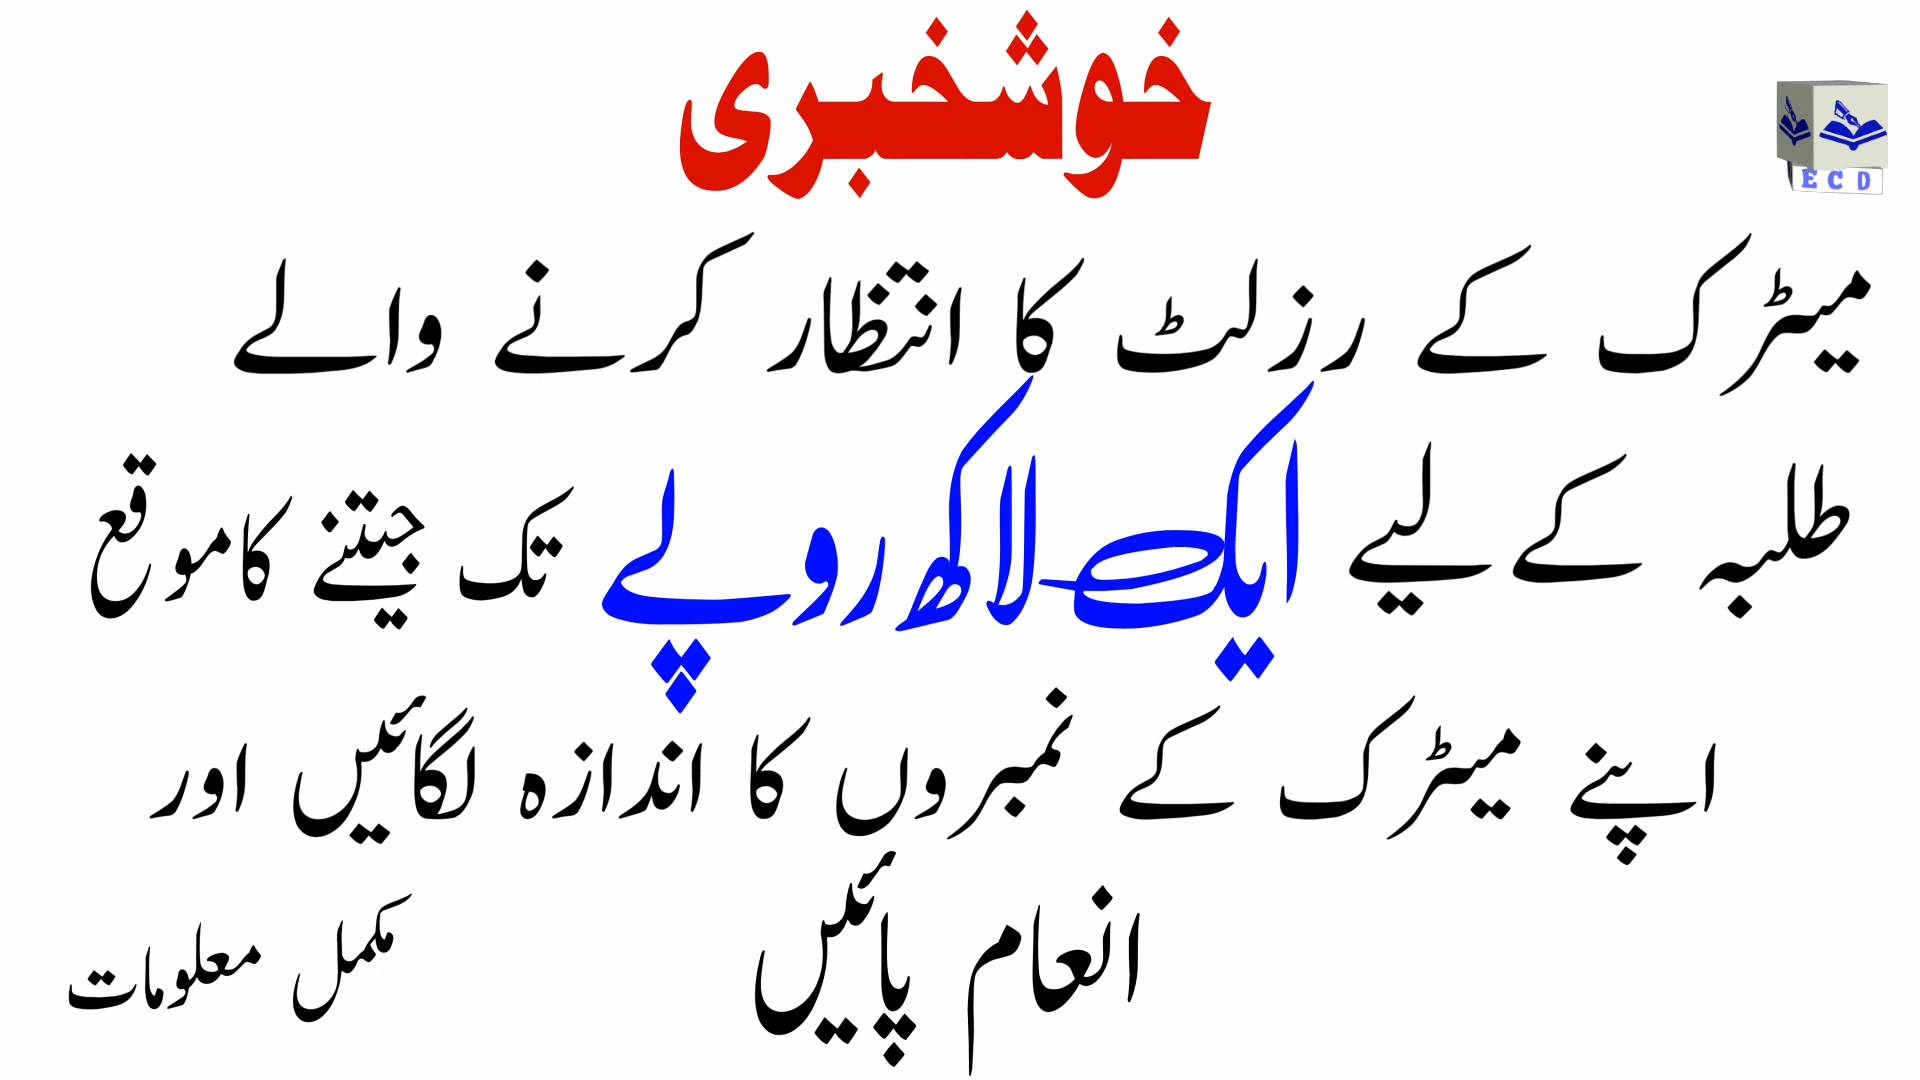 خوشخبری
ECD
میٹرک کے رزلٹ کا انتظار کرنے والے
طلبہ کے لیے ایک لاکھ روپے تک جیتنے کا موقع
اپنے میٹرک کے نمبروں کا اندازہ لگائیں اور
انعام پائیں
مکمل معلومات